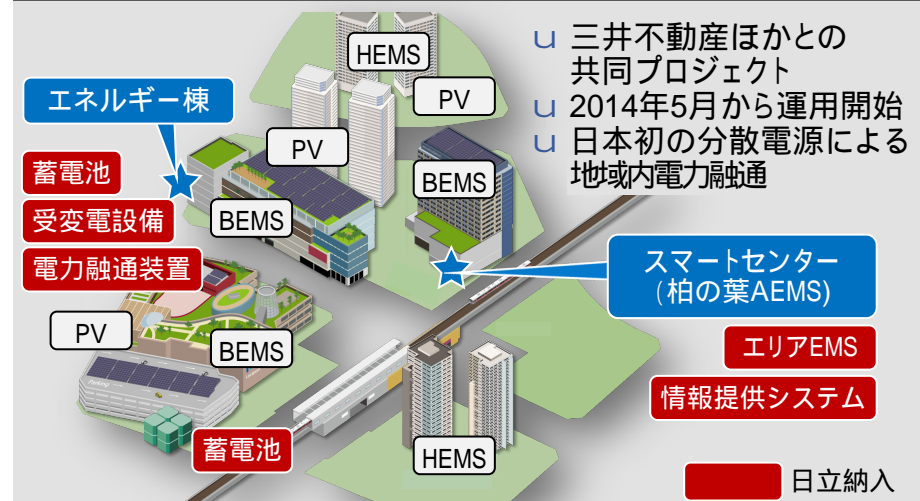 HEMS
PV
u 三井不動産ほかとの
共同プロジェクト
u 2014年5月から運用開始
u 日本初の分散電源による
地域内電力融通
エネルギー棟
PV
蓄電池
BEMS
受変電設備
BEMS
電力融通装置
スマートセンター
(柏の葉AEMS)
PV
BEMS
エリアEMS
情報提供システム
Parking
蓄電池
HEMS
日立納入